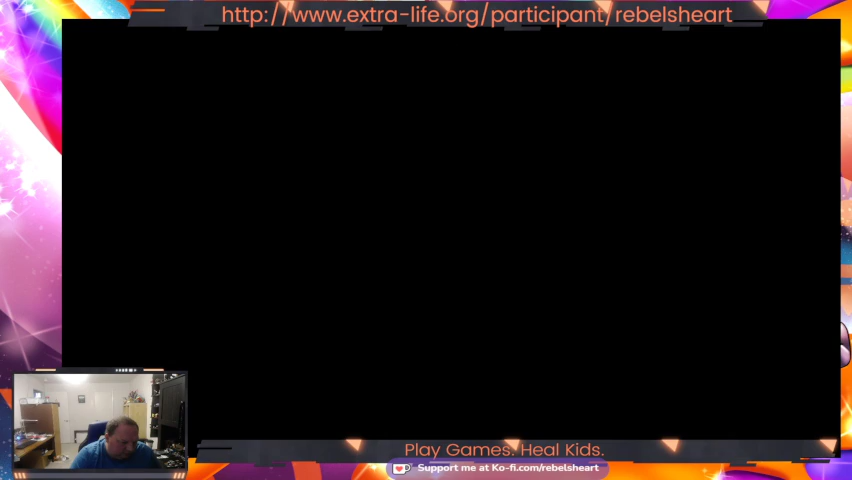 http://www.extra-life.org/participant/rebelsheart
Play Games. Heal Kids.
Support me at Ko-fi.com/rebelsheart